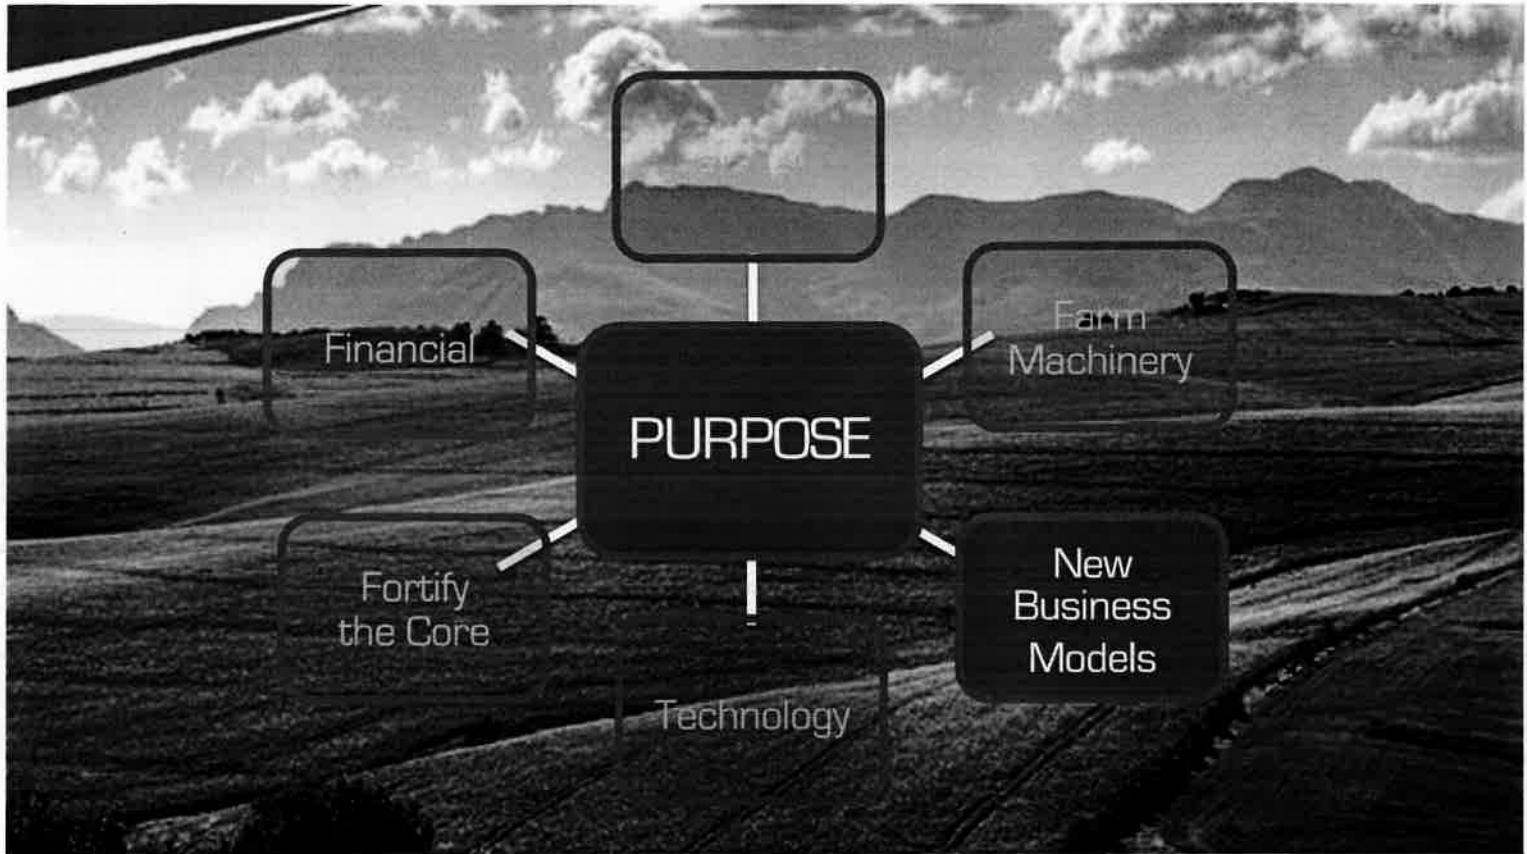 Financial
Farm
Machinery
PURPOSE
Fortify
the Core
New
Business
Models
Technology